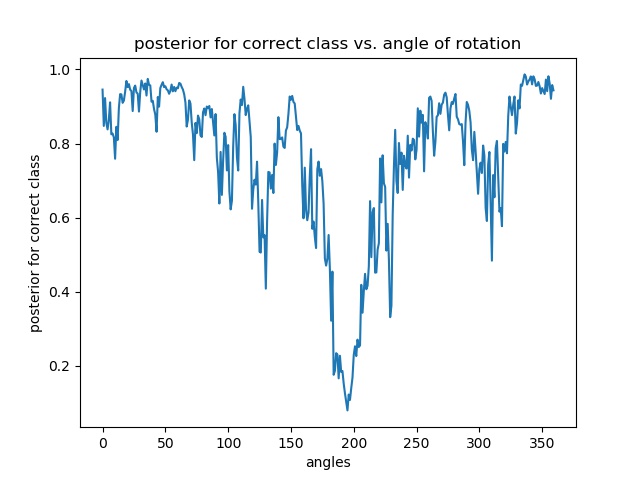 posterior for correct class vs. angle of rotation
1.0
0.8
0.6
0.4
0.2
posterior for correct class
0 50 100 150 200 250 300 350
angles